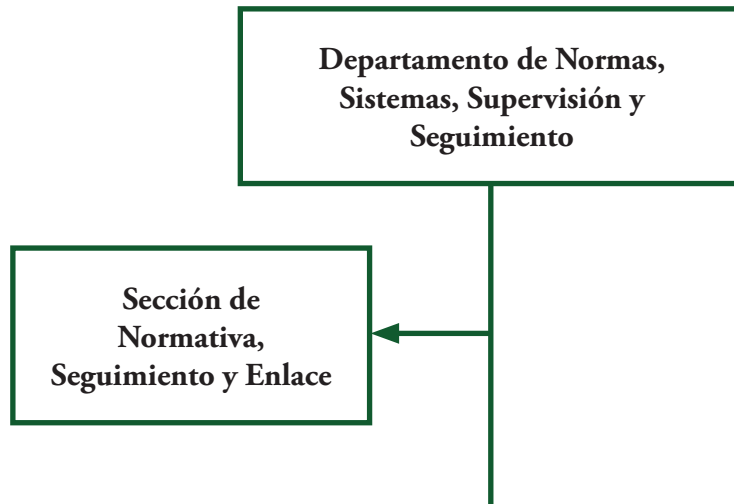 Departamento de Normas,
Sistemas, Supervisión y
Seguimiento
Sección de
Normativa,
Seguimiento y Enlace